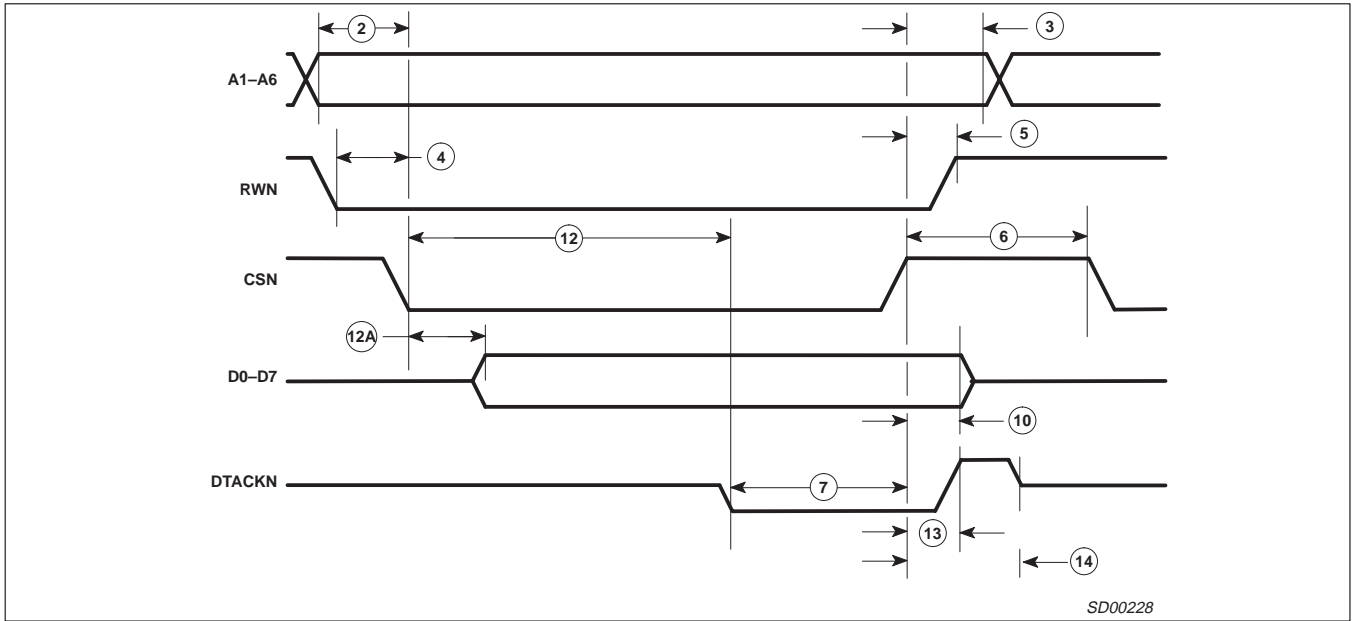 2
3
A1–A6
5
4
RWN
12
6
CSN
12A
D0–D7
10
DTACKN
7
13
14
SD00228